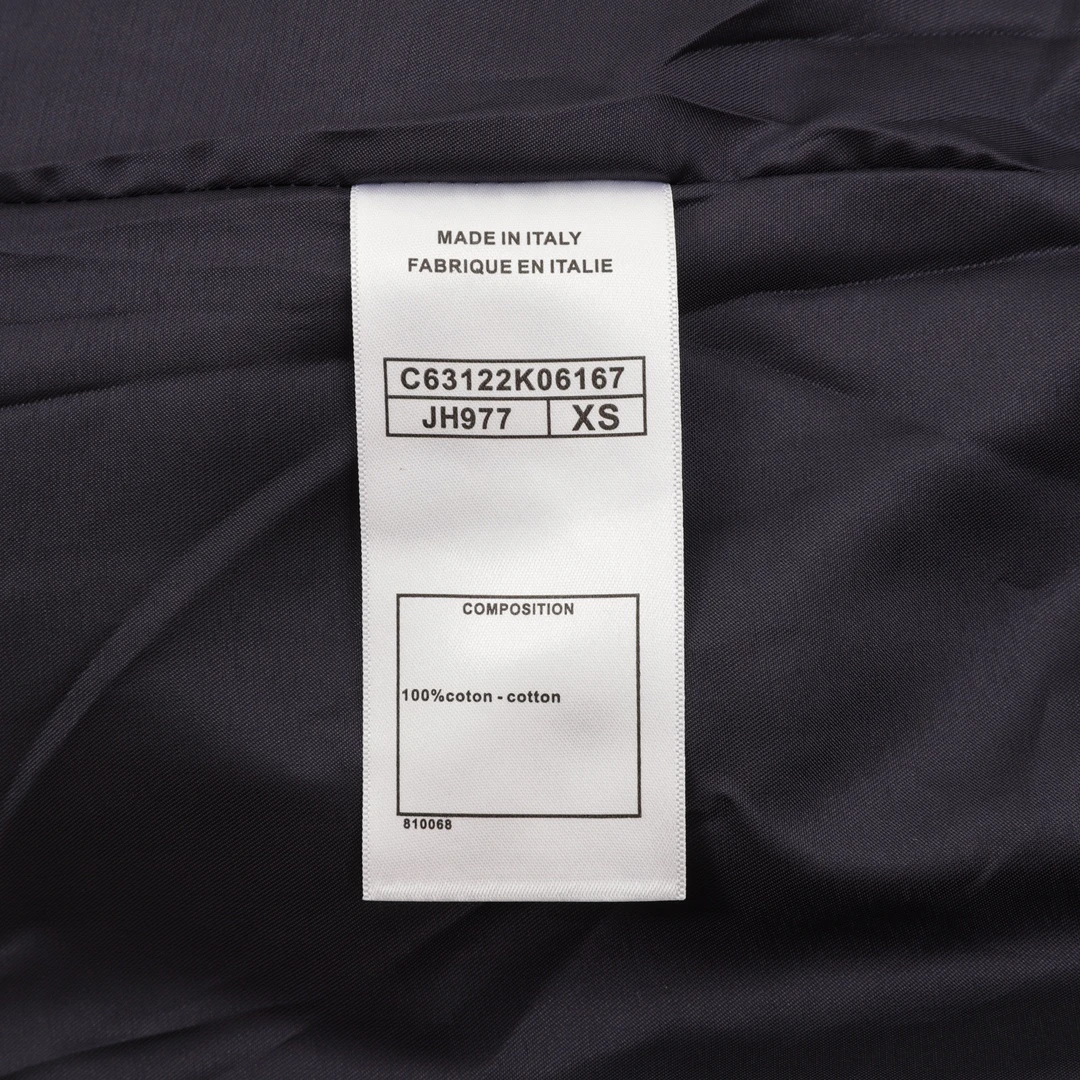 MADE IN ITALY
FABRIQUE EN ITALIE
C63122K06167
JH977 XS
COMPOSITION
100%coton - cotton
810068